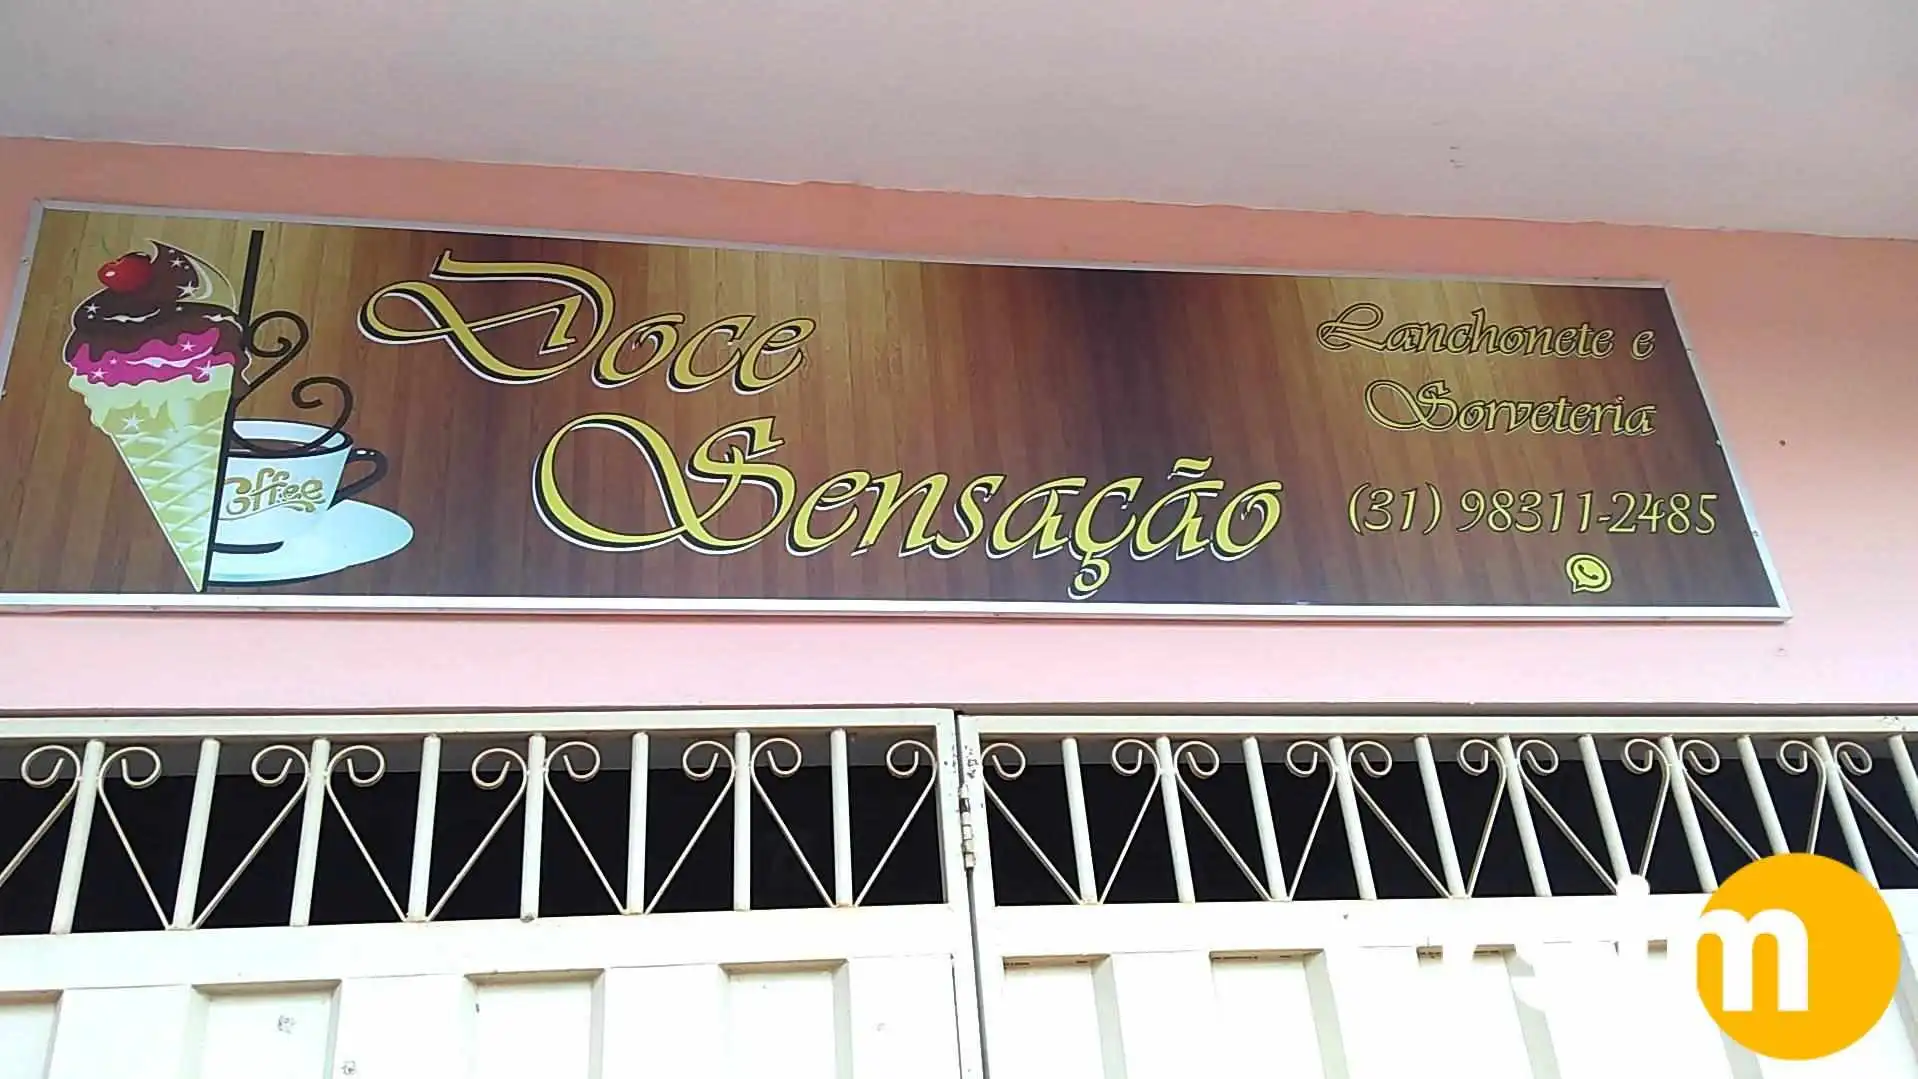 Doce
Sensação
Lanchonete e
Sorveteria
(31) 98311-2485
Coffee